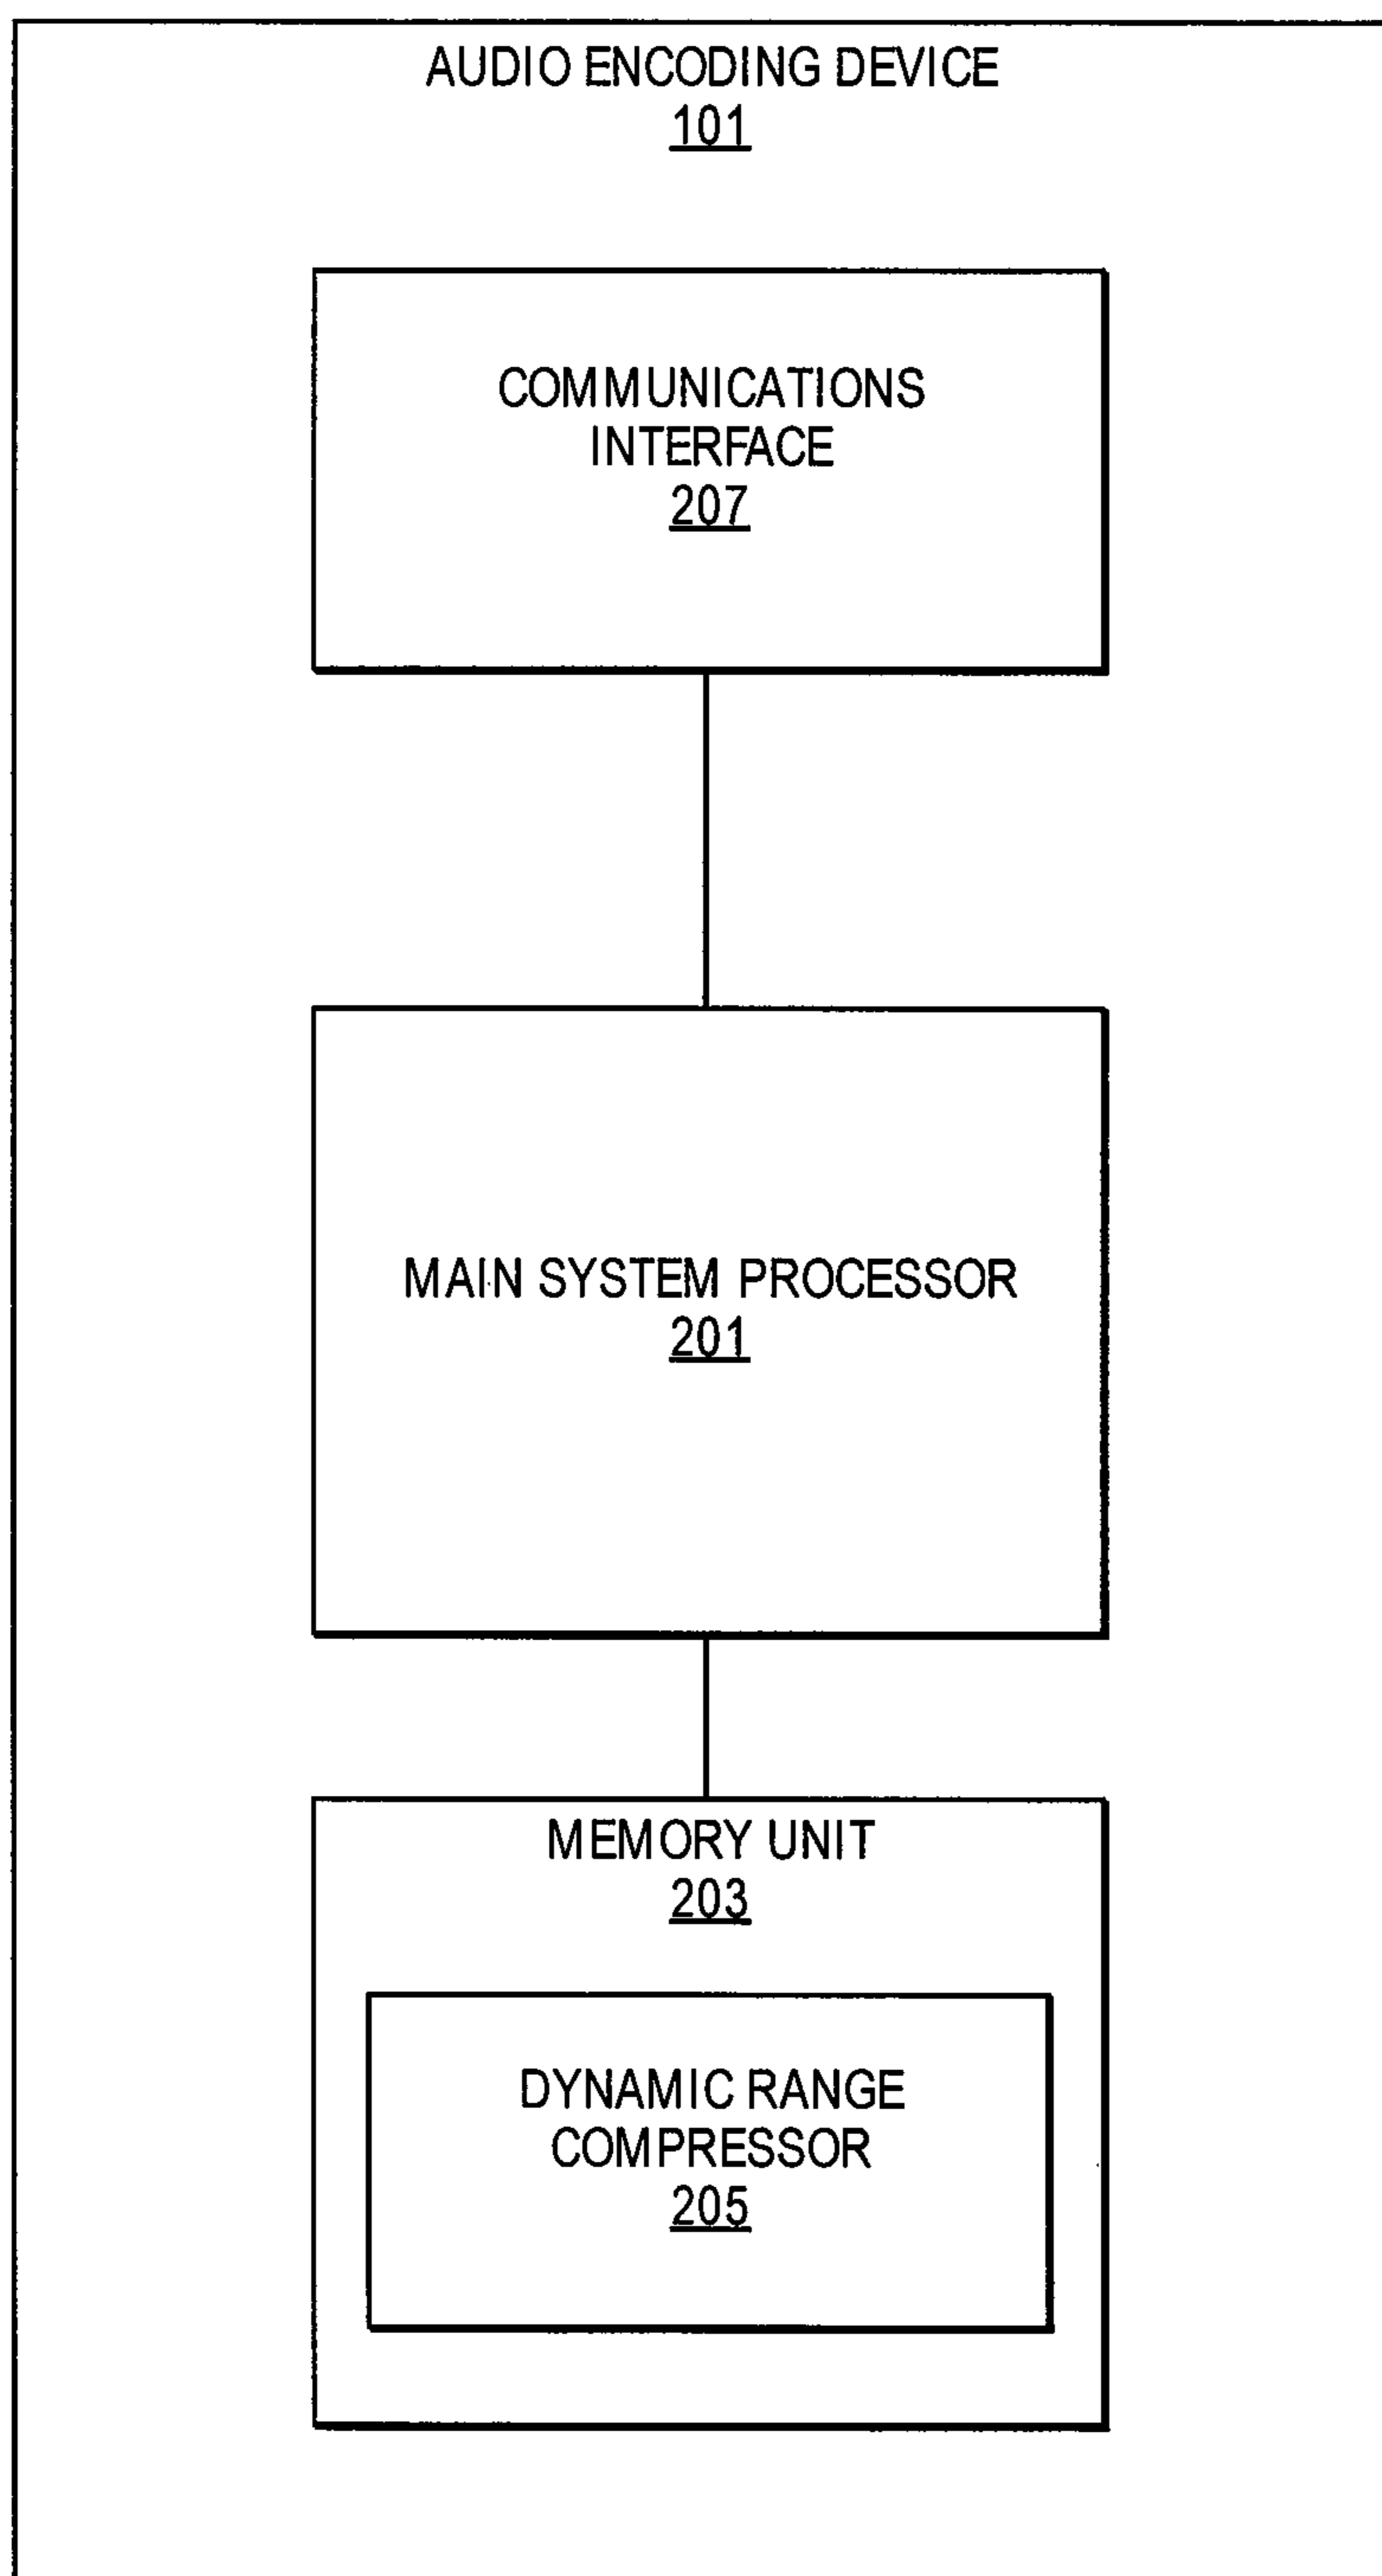 AUDIO ENCODING DEVICE
101
COMMUNICATIONS
INTERFACE
207
MAIN SYSTEM PROCESSOR
201
MEMORY UNIT
203
DYNAMIC RANGE
COMPRESSOR
205